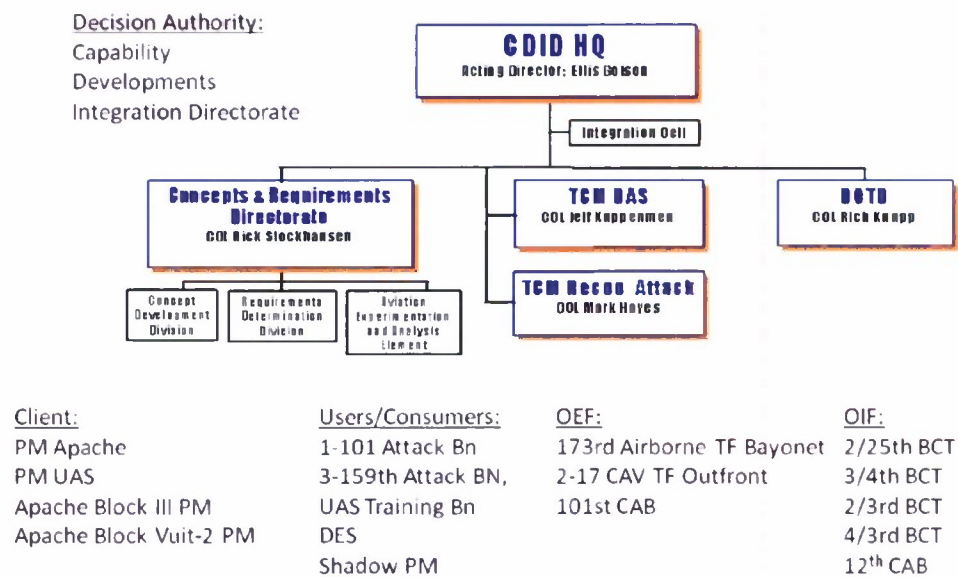 Decision Authority:
Capability
Developments
Integration Directorate
CDID HQ
Acting Director: Ellis Golson
Integration Cell
Concepts & Requirements
Directorate
COL Rick Stockhausen
TCM UAS
COL Jeff Kappenman
DOTD
COL Rich Knapp
TCM Recon Attack
COL Mark Hayes
Concept
Development
Division
Requirements
Determination
Division
Aviation
Experimentation
and Analysis
Element
Client:
PM Apache
PM UAS
Apache Block III PM
Apache Block Vuit-2 PM
Users/Consumers:
1-101 Attack Bn
3-159th Attack BN,
UAS Training Bn
DES
Shadow PM
OEF:
173rd Airborne TF Bayonet
2-17 CAV TF Outfront
101st CAB
OIF:
2/25th BCT
3/4th BCT
2/3rd BCT
4/3rd BCT
12th CAB